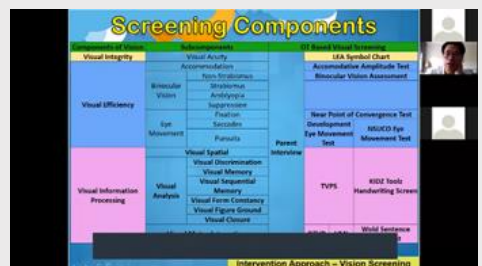 Screening Components
Components of Vision Subcomponents OT Based Visual Screening
Visual Integrity Visual Acuity LEA Symbol Chart
Accommodation Accomodative Amplitude Test
Non-Strabismus Binocular Vision Assessment
Binocular Vision
Strabismus
Amblyopia
Suppression
Visual Efficiency
Eye Movement
Fixation
Saccades
Pursuits
Near Point of Convergence Test
Development Eye Movement Test
NSUCO Eye Movement Test
Parent Interview
Visual Spatial
Visual Information Processing
Visual Analysis
Visual Discrimination
Visual Memory
Visual Sequential Memory
Visual Form Constancy
Visual Figure Ground
Visual Closure
TVPS
KIDZ Tools Handwriting Screen
Wold Sentence
Intervention Approach – Vision Screening